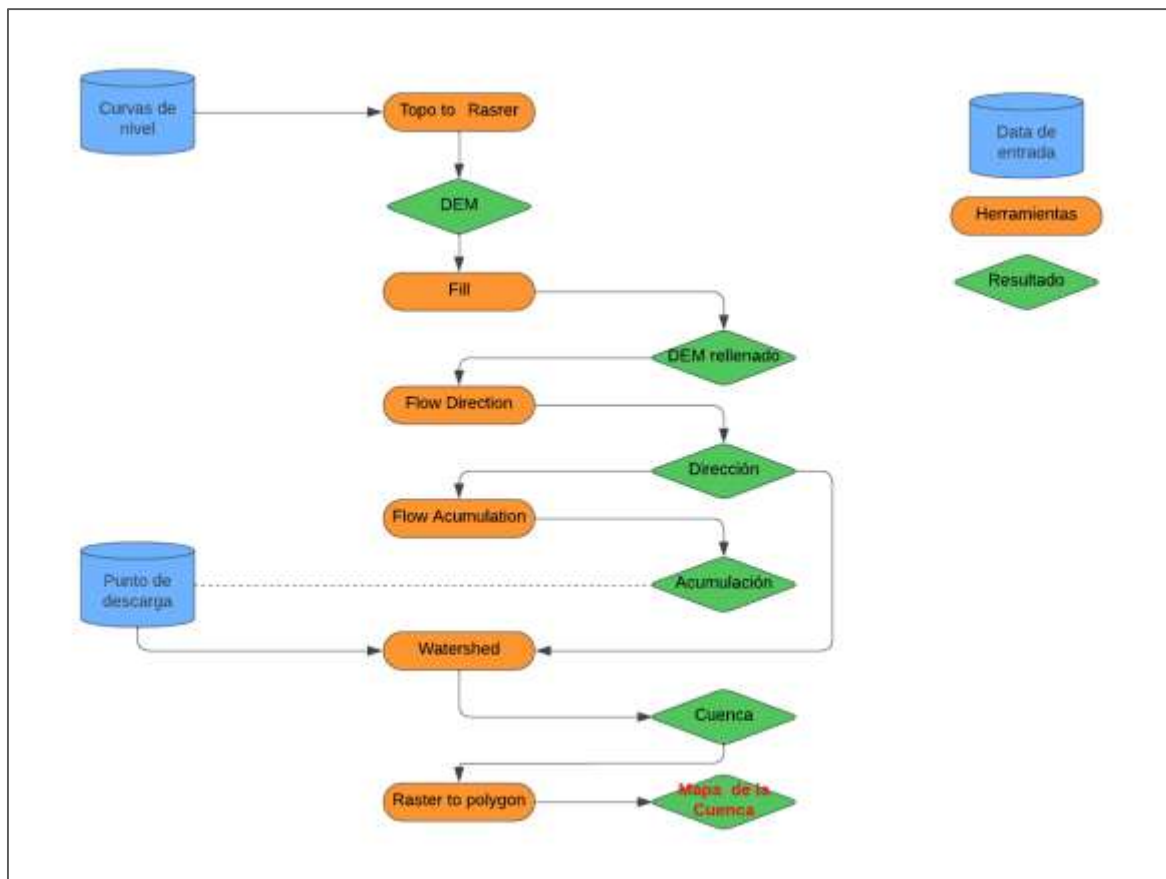 Curvas de
nivel
Topo to Rasrer
Data de
entrada
DEM
Herramientas
Fill
Resultado
DEM rellenado
Flow Direction
Dirección
Flow Acumulation
Punto de
descarga
Acumulación
Watershed
Cuenca
Raster to polygon
Mapa de la
Cuenca